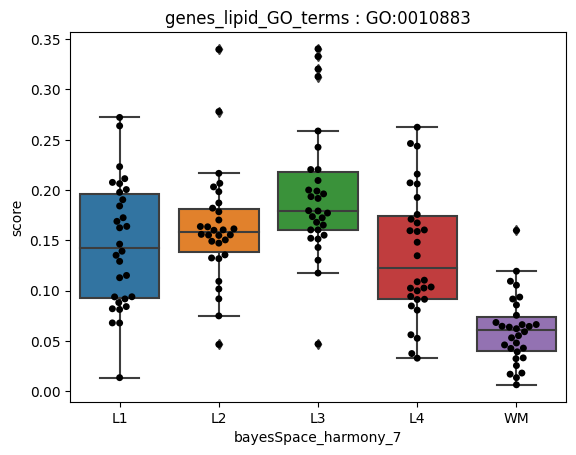 genes_lipid_GO_terms : GO:0010883
0.35
0.30
0.25
0.20
0.15
0.10
0.05
0.00
score
L1 L2 L3 L4 WM
bayesSpace_harmony_7